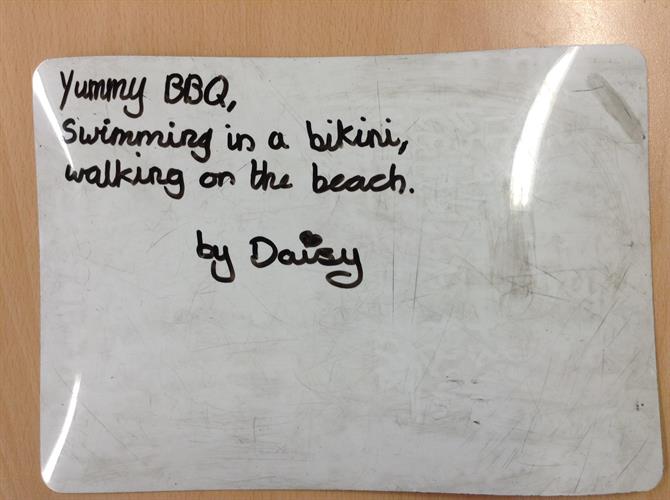 Yummy BBQ,
Swimming in a bikini,
walking on the beach.
by Daisy